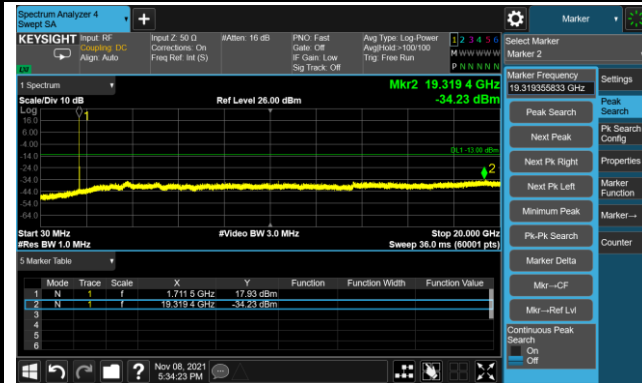 Spectrum Analyzer 4
Swept SA
KEYSIGHT
Input: RF
Coupling: DC
Align: Auto
Input Z: 50 Ω
Corrections: On
Freq Ref: Int (S)
#Atten: 16 dB
PNO: Fast
Gate: Off
IF Gain: Low
Sig Track: Off
Avg Type: Log-Power
Avg|Hold:>100/100
Trig: Free Run
1 2 3 4 5 6
M W W W W W
P N N N N N
1 Spectrum
Mkr2 19.319 4 GHz
Scale/Div 10 dB
Ref Level 26.00 dBm
-34.23 dBm
Log
16.0
6.00
-4.00
-14.0
-24.0
-34.0
-44.0
-54.0
-64.0
1
DL1 -13.00 dBm
2
Start 30 MHz
#Video BW 3.0 MHz
Stop 20.000 GHz
#Res BW 1.0 MHz
Sweep 36.0 ms (60001 pts)
5 Marker Table
Mode Trace Scale X Y Function Function Width Function Value
1 N 1 f 1.711 5 GHz 17.93 dBm
2 N 1 f 19.319 4 GHz -34.23 dBm
3
4
5
6
Nov 08, 2021
5:34:23 PM
Marker
Select Marker
Marker 2
Marker Frequency
19.319355833 GHz
Peak Search
Next Peak
Next Pk Right
Next Pk Left
Minimum Peak
Pk-Pk Search
Marker Delta
Mkr→CF
Mkr→Ref Lvl
Continuous Peak
Search
On
Off
Settings
Peak
Search
Pk Search
Config
Properties
Marker
Function
Marker→
Counter